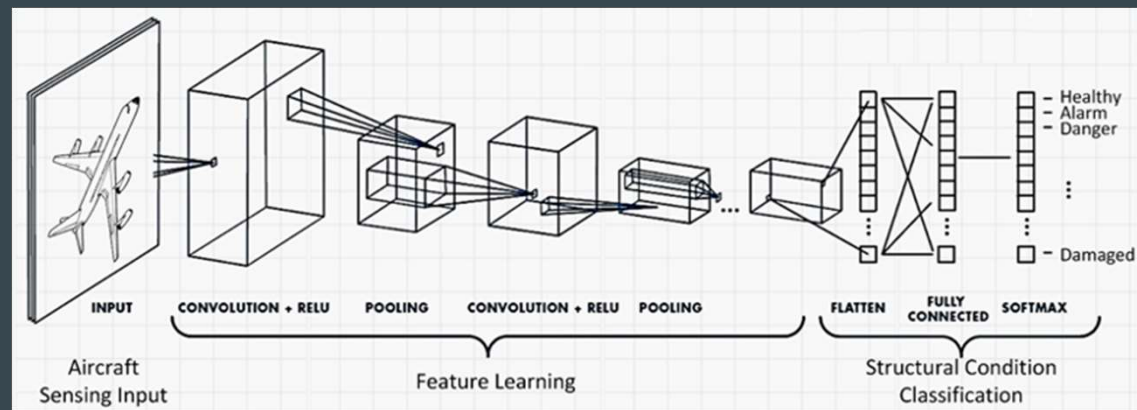 Healthy
Alarm
Danger
Damaged
INPUT
CONVOLUTION + RELU
POOLING
CONVOLUTION + RELU
POOLING
FLATTEN
FULLY
CONNECTED
SOFTMAX
Aircraft
Sensing Input
Feature Learning
Structural Condition
Classification